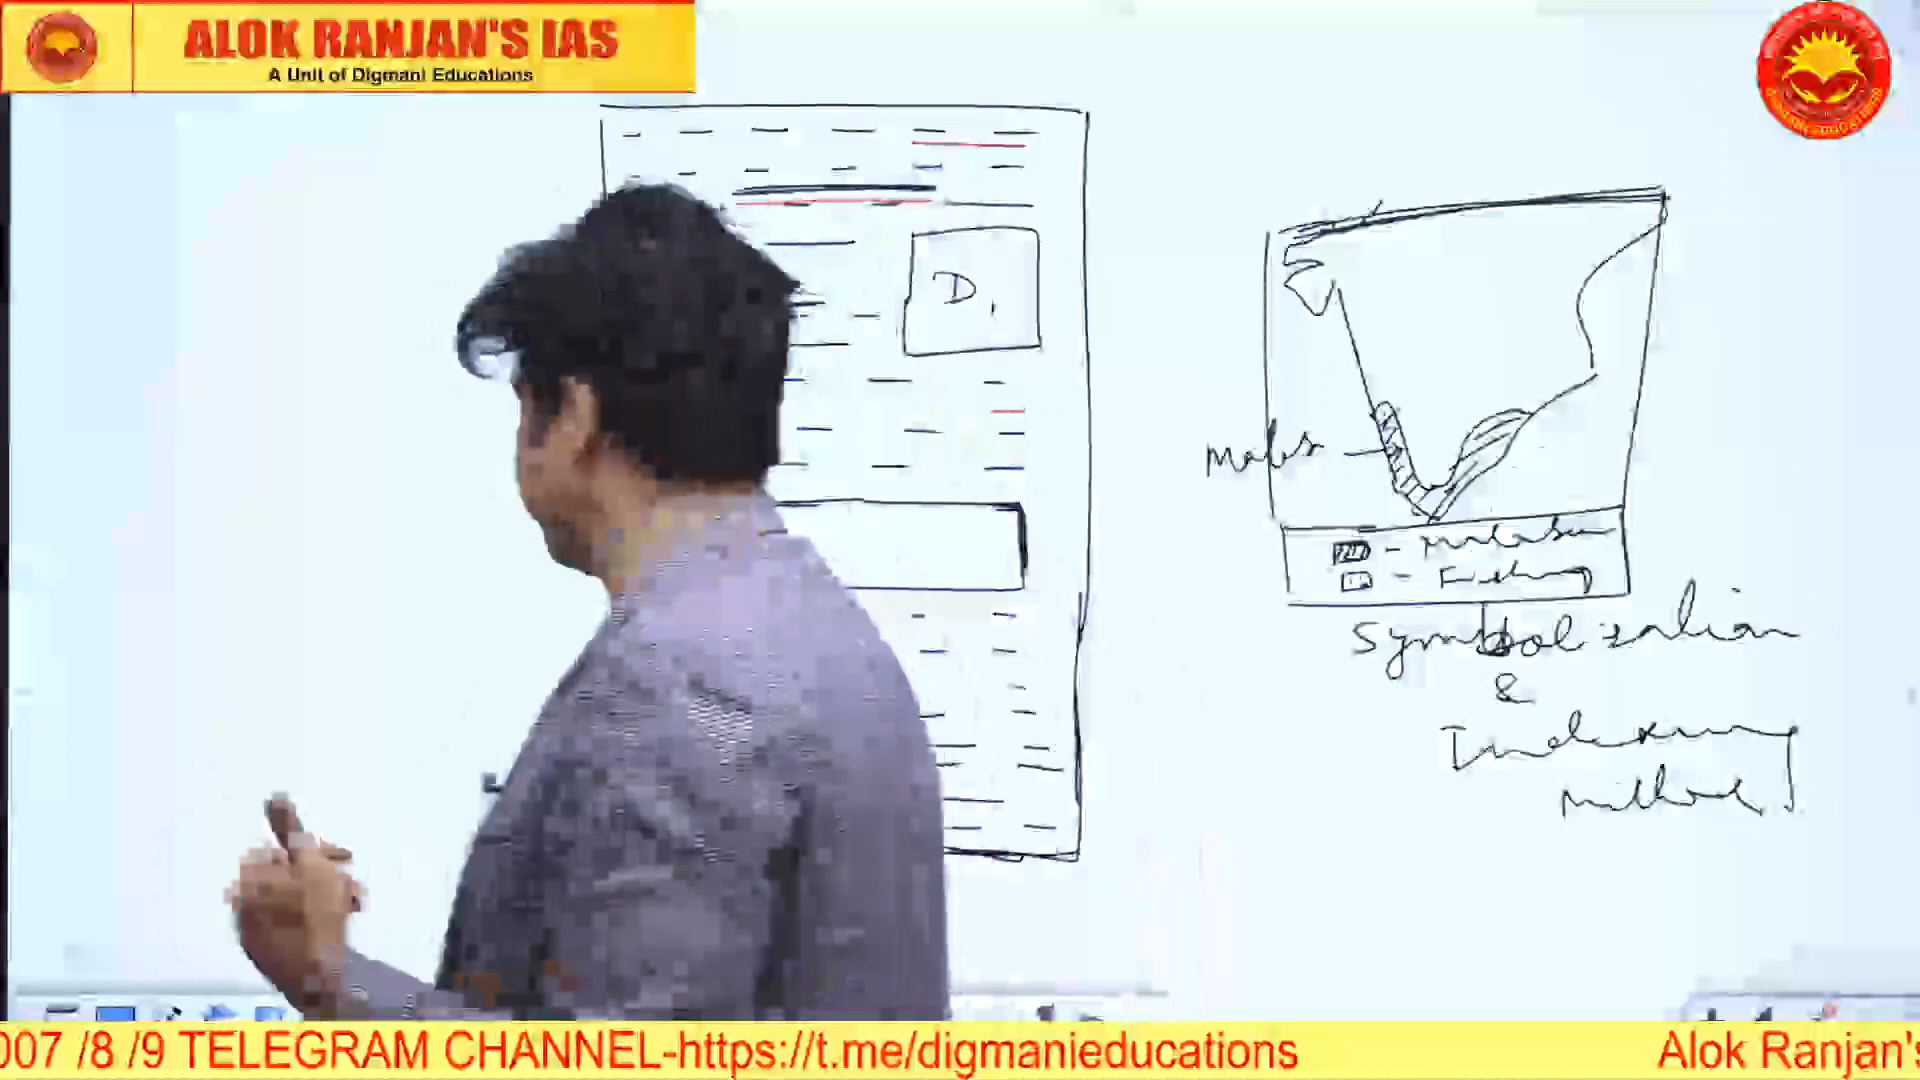 ALOK RANJAN'S IAS
A Unit of Digmani Educations
D,
Symbolization
&
Indexing
method
007 /8 /9 TELEGRAM CHANNEL-https://t.me/digmanieducations
Alok Ranjan's